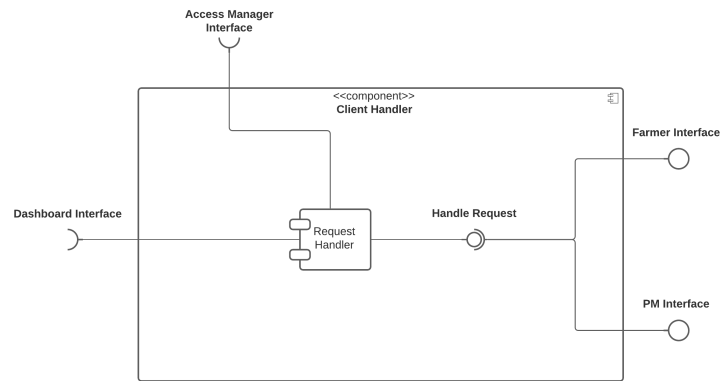 Access Manager
Interface
<<component>>
Client Handler
Farmer Interface
Dashboard Interface
Handle Request
Request
Handler
PM Interface